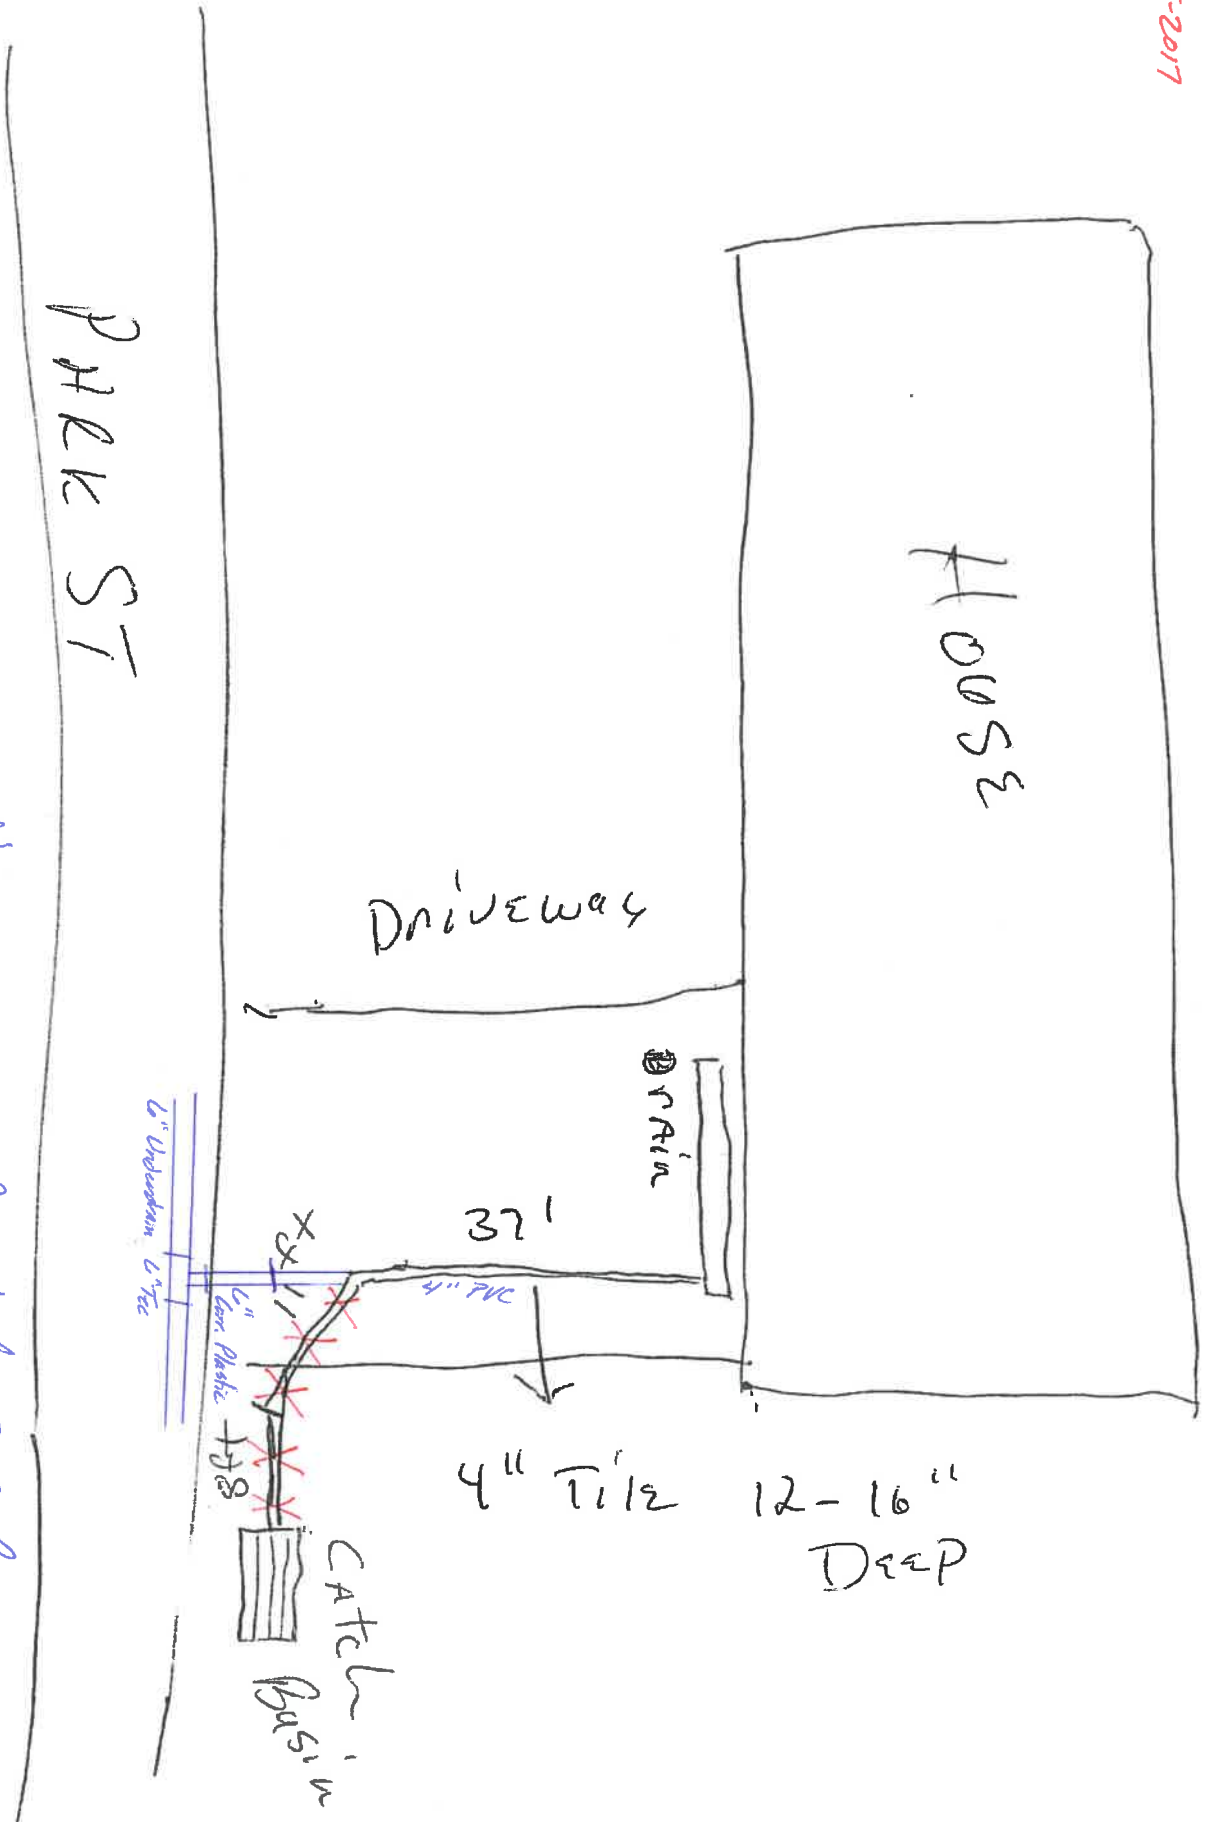 -2017
HOUSE
PARK ST
DRivEway
DrAin
37'
4" PVC
6" Underdrain 6" Tee
6"
Corr. Plastic
8ft
4" TilE 12-16"
DEEP
CAtch
Basin